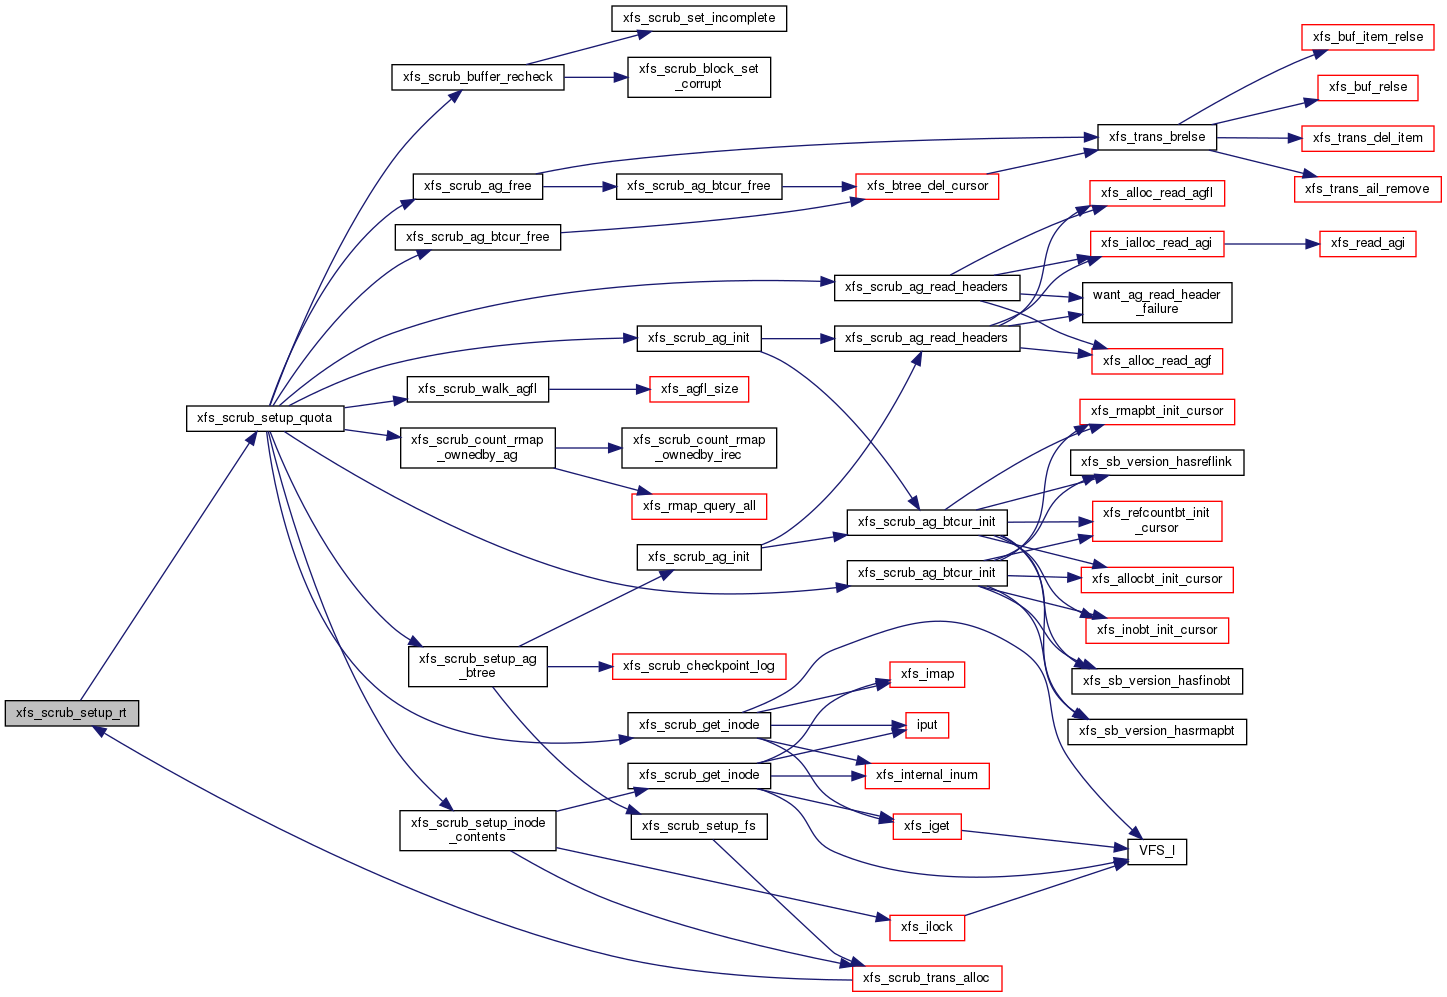 xfs_scrub_set_incomplete
xfs_buf_item_relse
xfs_scrub_buffer_recheck
xfs_scrub_block_set
_corrupt
xfs_buf_relse
xfs_trans_brelse
xfs_trans_del_item
xfs_scrub_ag_free
xfs_scrub_ag_btcur_free
xfs_btree_del_cursor
xfs_trans_ail_remove
xfs_alloc_read_agfl
xfs_scrub_ag_btcur_free
xfs_ialloc_read_agi
xfs_read_agi
xfs_scrub_ag_read_headers
want_ag_read_header
_failure
xfs_scrub_ag_init
xfs_scrub_ag_read_headers
xfs_alloc_read_agf
xfs_scrub_walk_agfl
xfs_agfl_size
xfs_scrub_setup_quota
xfs_rmapbt_init_cursor
xfs_scrub_count_rmap
_ownedby_ag
xfs_scrub_count_rmap
_ownedby_irec
xfs_sb_version_hasreflink
xfs_rmap_query_all
xfs_scrub_ag_btcur_init
xfs_refcountbt_init
_cursor
xfs_scrub_ag_init
xfs_scrub_ag_btcur_init
xfs_allocbt_init_cursor
xfs_inobt_init_cursor
xfs_scrub_setup_ag
_btree
xfs_scrub_checkpoint_log
xfs_imap
xfs_sb_version_hasfinobt
xfs_scrub_setup_rt
xfs_scrub_get_inode
iput
xfs_sb_version_hasrmapbt
xfs_scrub_get_inode
xfs_internal_inum
xfs_scrub_setup_inode
_contents
xfs_scrub_setup_fs
xfs_iget
VFS_I
xfs_ilock
xfs_scrub_trans_alloc